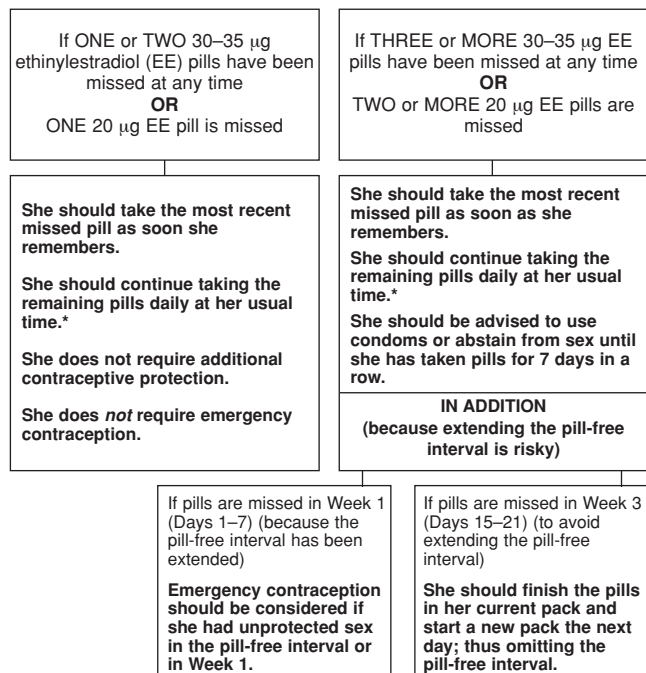 If ONE or TWO 30–35 μg
ethinylestradiol (EE) pills have been
missed at any time
OR
ONE 20 μg EE pill is missed
If THREE or MORE 30–35 μg EE
pills have been missed at any time
OR
TWO or MORE 20 μg EE pills are
missed
She should take the most recent
missed pill as soon she
remembers.
She should continue taking the
remaining pills daily at her usual
time.*
She does not require additional
contraceptive protection.
She does not require emergency
contraception.
She should take the most recent
missed pill as soon as she
remembers.
She should continue taking the
remaining pills daily at her usual
time.*
She should be advised to use
condoms or abstain from sex until
she has taken pills for 7 days in a
row.
IN ADDITION
(because extending the pill-free
interval is risky)
If pills are missed in Week 1
(Days 1–7) (because the
pill-free interval has been
extended)
Emergency contraception
should be considered if
she had unprotected sex
in the pill-free interval or
in Week 1.
If pills are missed in Week 3
(Days 15–21) (to avoid
extending the pill-free
interval)
She should finish the pills
in her current pack and
start a new pack the next
day; thus omitting the
pill-free interval.